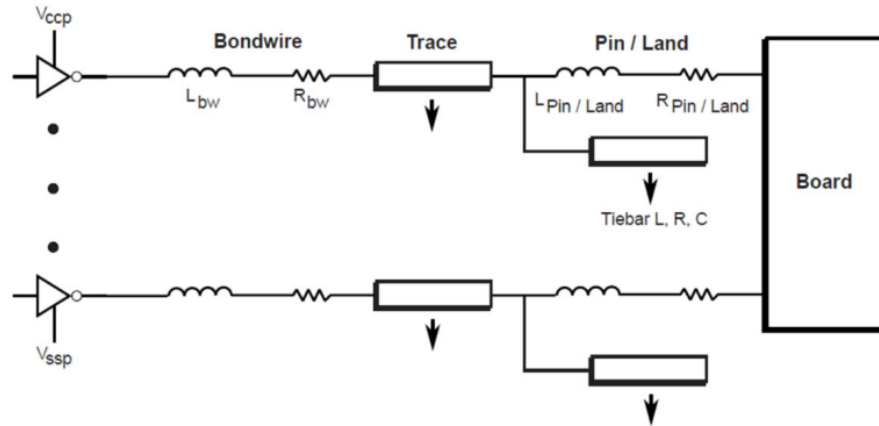 Vccp
Bondwire
Trace
Pin / Land
Lbw
Rbw
LPin / Land
RPin / Land
Board
Tiebar L, R, C
Vssp